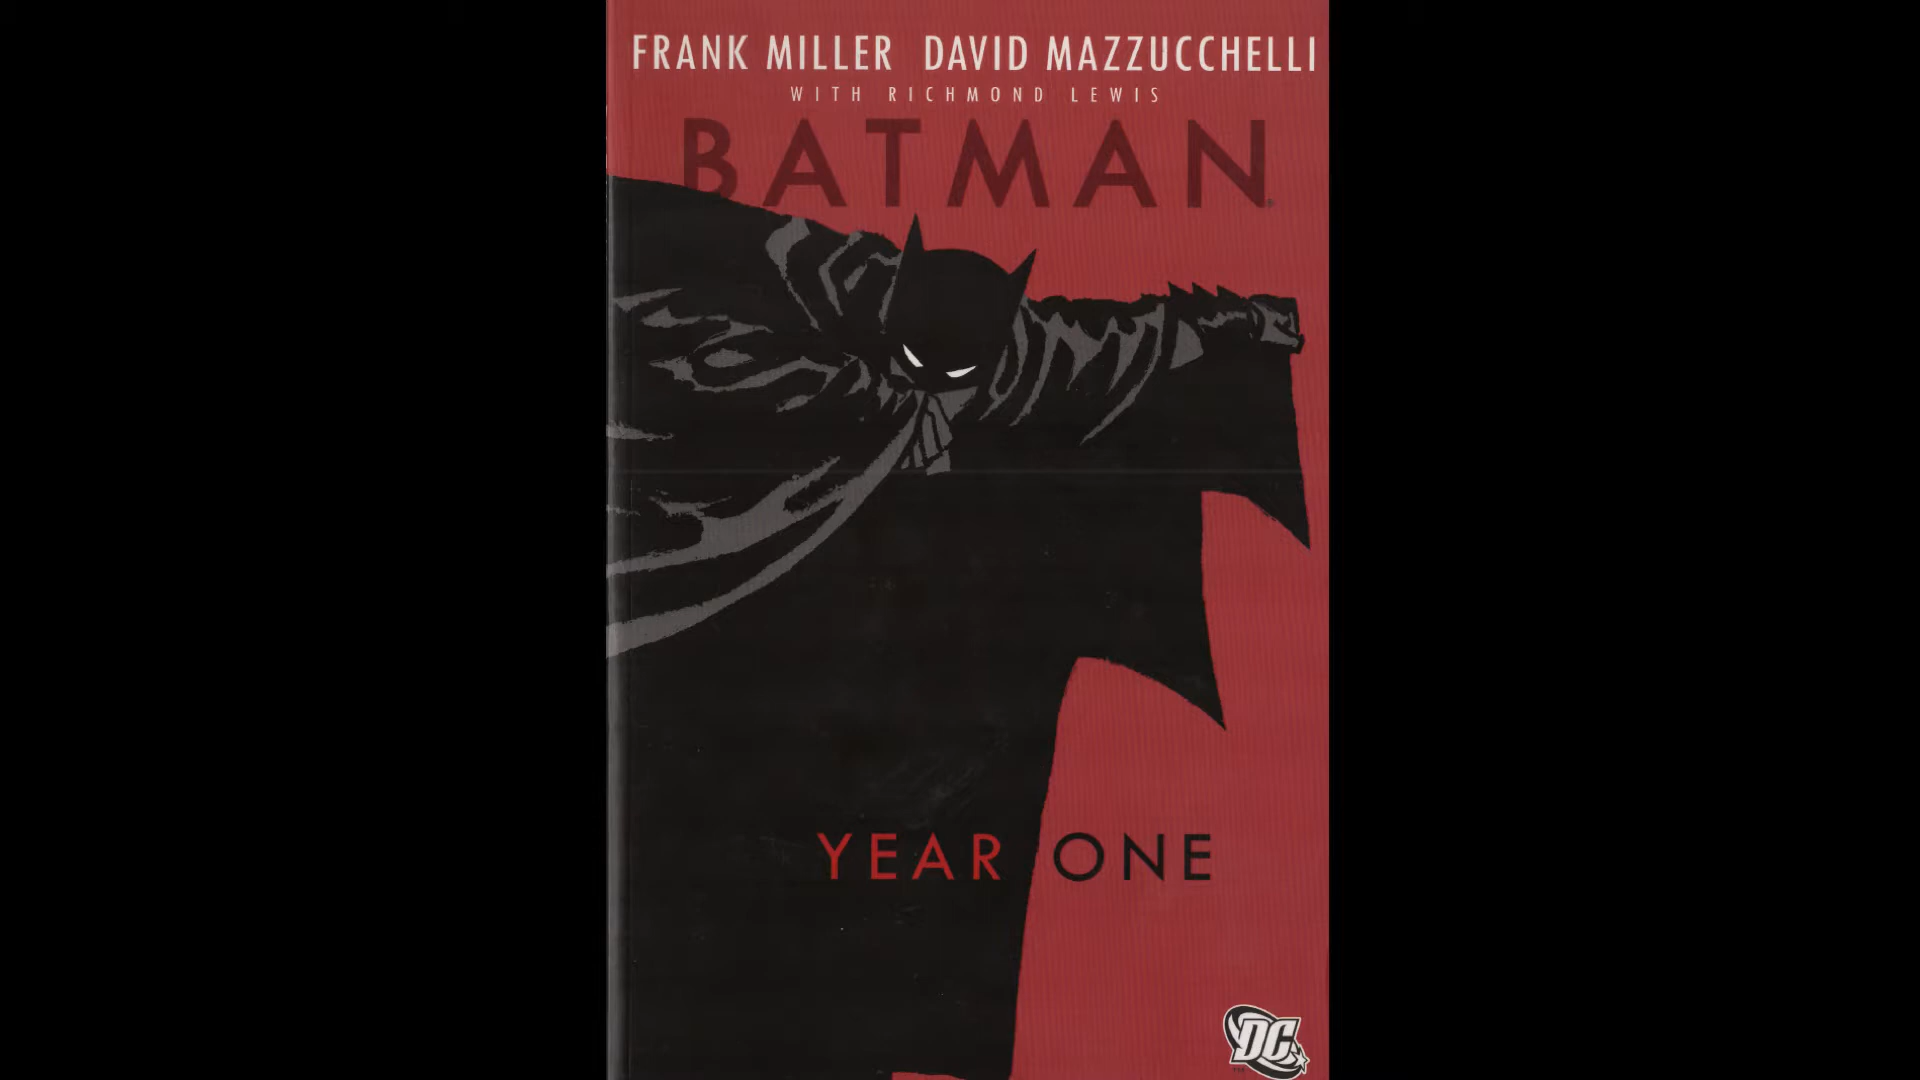 FRANK MILLER DAVID MAZZUCCHELLI
WITH RICHMOND LEWIS
BATMAN
YEAR ONE
DC